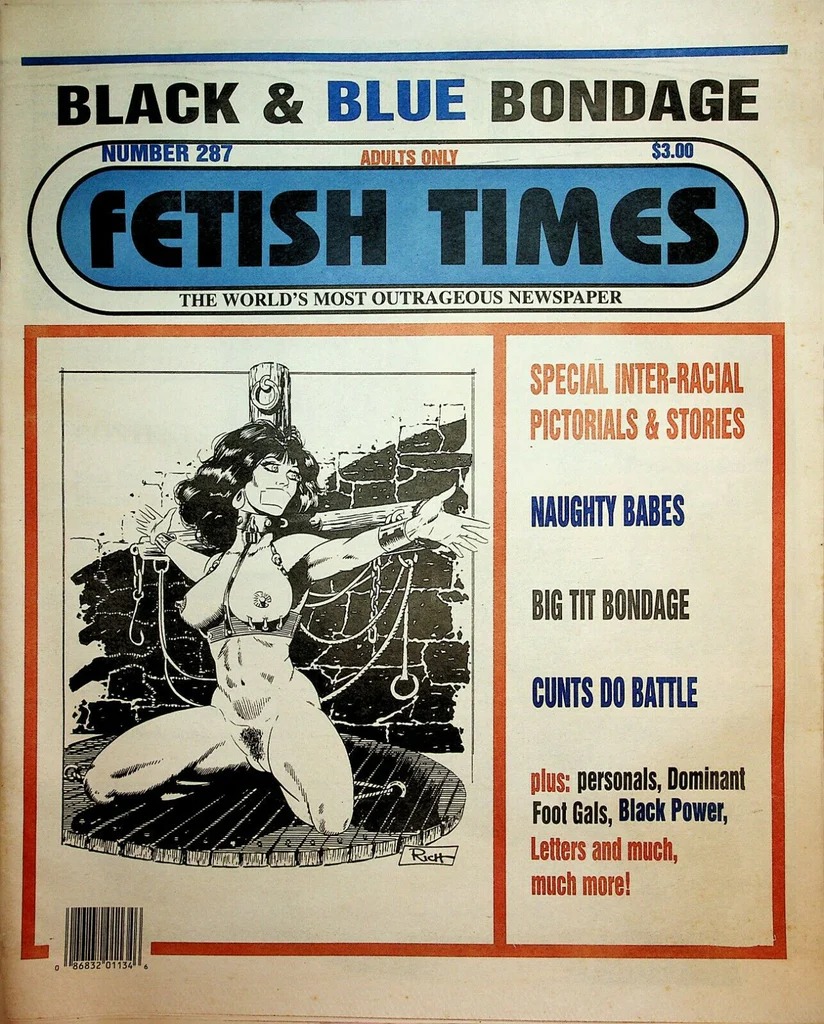 BLACK & BLUE BONDAGE
NUMBER 287
ADULTS ONLY
$3.00
FETISH TIMES
THE WORLD'S MOST OUTRAGEOUS NEWSPAPER
SPECIAL INTER-RACIAL
PICTORIALS & STORIES
NAUGHTY BABES
BIG TIT BONDAGE
CUNTS DO BATTLE
plus: personals, Dominant
Foot Gals, Black Power,
Letters and much,
much more!
RICH
0 86832 01134 6